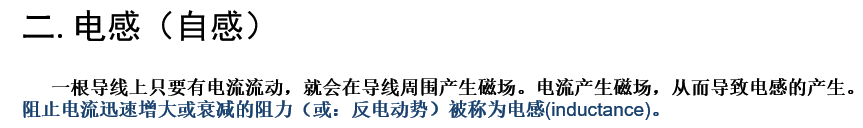 二. 电感（自感）
一根导线上只要有电流流动，就会在导线周围产生磁场。电流产生磁场，从而导致电感的产生。
阻止电流迅速增大或衰减的阻力（或：反电动势）被称为电感(inductance)。